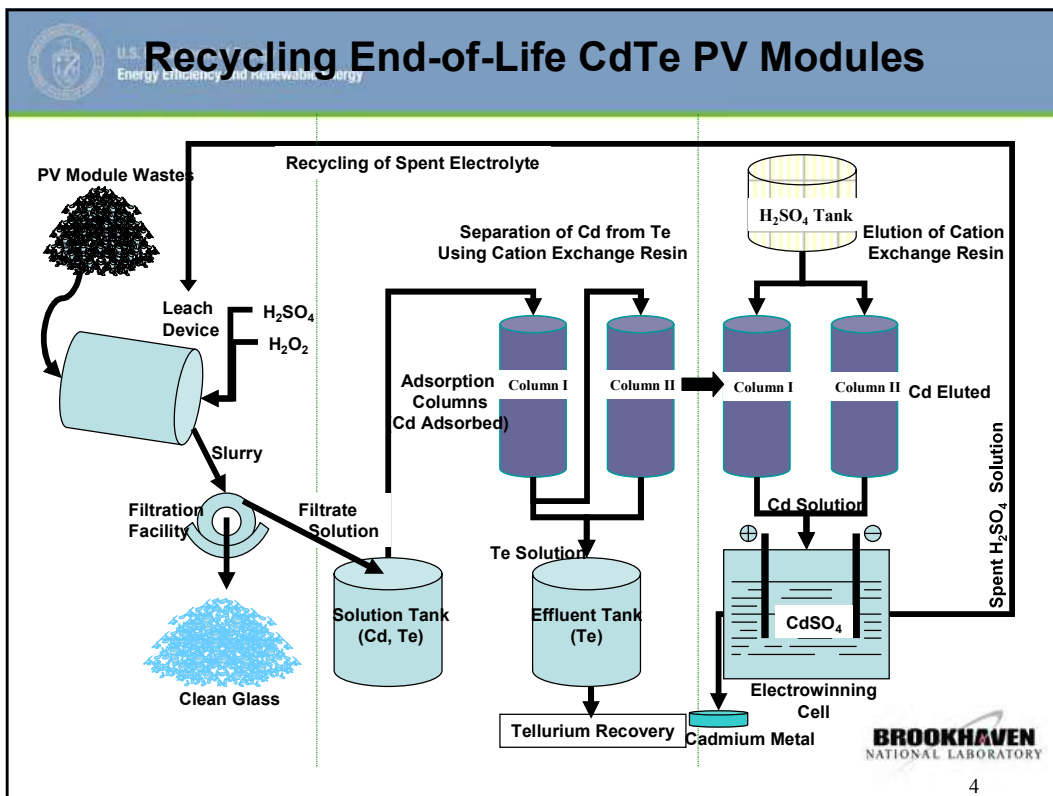 Recycling End-of-Life CdTe PV Modules
Energy Efficiency and Renewable Energy
Recycling of Spent Electrolyte
PV Module Wastes
H₂SO₄ Tank
Separation of Cd from Te
Using Cation Exchange Resin
Elution of Cation
Exchange Resin
Leach
Device
H₂SO₄
H₂O₂
Adsorption
Columns
(Cd Adsorbed)
Column I
Column II
Column I
Column II
Cd Eluted
Slurry
Filtration
Facility
Filtrate
Solution
Cd Solution
Te Solution
Solution Tank
(Cd, Te)
Effluent Tank
(Te)
CdSO₄
Spent H₂SO₄ Solution
Clean Glass
Electrowinning
Cell
Tellurium Recovery
Cadmium Metal
BROOKHAVEN
NATIONAL LABORATORY
4